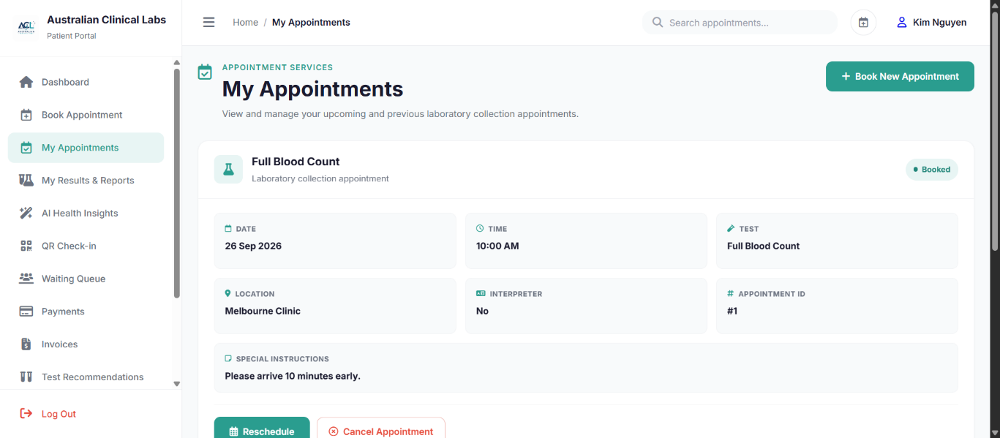 ACL
Australian Clinical Labs
Patient Portal
Dashboard
Book Appointment
My Appointments
My Results & Reports
AI Health Insights
QR Check-in
Waiting Queue
Payments
Invoices
Test Recommendations
Log Out
Home / My Appointments
Search appointments...
Kim Nguyen
APPOINTMENT SERVICES
My Appointments
View and manage your upcoming and previous laboratory collection appointments.
+ Book New Appointment
Full Blood Count
Laboratory collection appointment
Booked
DATE
26 Sep 2026
TIME
10:00 AM
TEST
Full Blood Count
LOCATION
Melbourne Clinic
INTERPRETER
No
# APPOINTMENT ID
#1
SPECIAL INSTRUCTIONS
Please arrive 10 minutes early.
Reschedule
Cancel Appointment